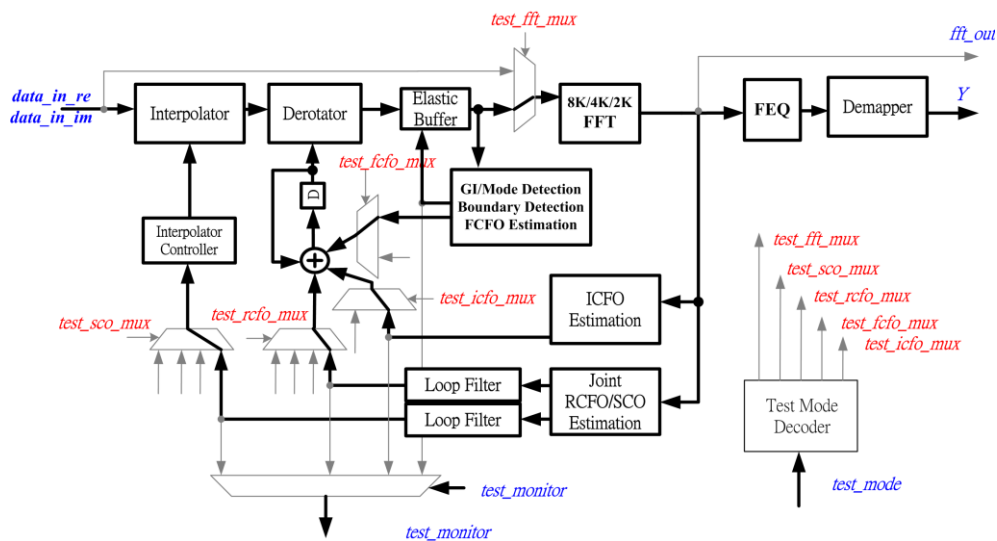 test_fft_mux
fft_out
data_in_re
data_in_im
Interpolator
Derotator
Elastic
Buffer
8K/4K/2K
FFT
FEQ
Demapper
Y
test_fcfo_mux
D
GI/Mode Detection
Boundary Detection
FCFO Estimation
Interpolator
Controller
+
test_fft_mux
test_sco_mux
test_rcfo_mux
test_fcfo_mux
test_icfo_mux
test_icfo_mux
ICFO
Estimation
test_sco_mux
test_rcfo_mux
Loop Filter
Loop Filter
Joint
RCFO/SCO
Estimation
Test Mode
Decoder
test_monitor
test_mode
test_monitor